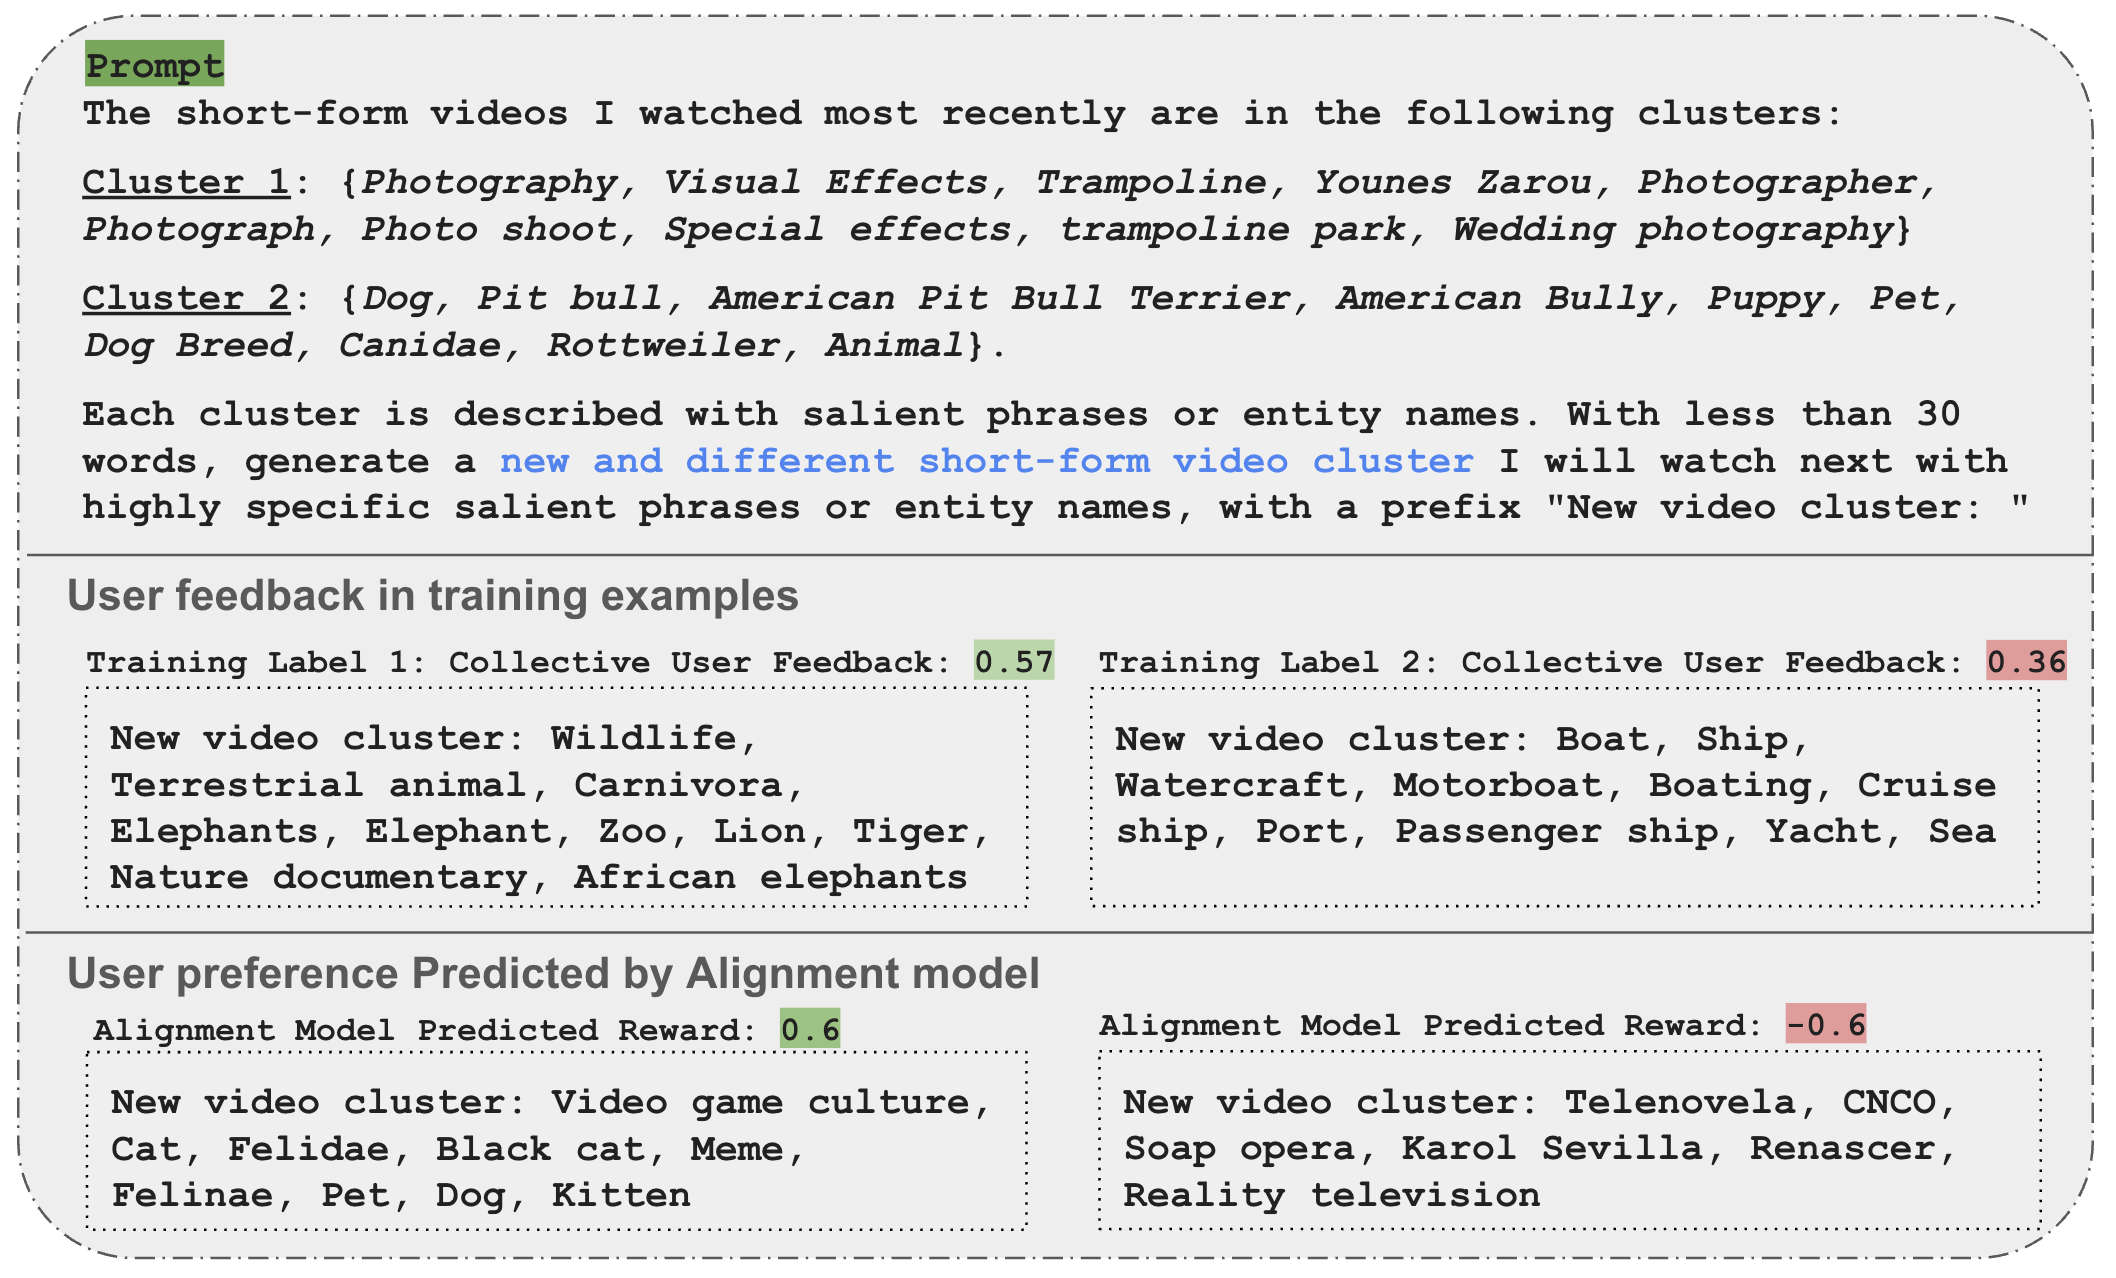 Prompt
The short-form videos I watched most recently are in the following clusters:
Cluster 1: {Photography, Visual Effects, Trampoline, Younes Zarou, Photographer,
Photograph, Photo shoot, Special effects, trampoline park, Wedding photography}
Cluster 2: {Dog, Pit bull, American Pit Bull Terrier, American Bully, Puppy, Pet,
Dog Breed, Canidae, Rottweiler, Animal}.
Each cluster is described with salient phrases or entity names. With less than 30
words, generate a new and different short-form video cluster I will watch next with
highly specific salient phrases or entity names, with a prefix "New video cluster: "
User feedback in training examples
Training Label 1: Collective User Feedback: 0.57
New video cluster: Wildlife,
Terrestrial animal, Carnivora,
Elephants, Elephant, Zoo, Lion, Tiger,
Nature documentary, African elephants
Training Label 2: Collective User Feedback: 0.36
New video cluster: Boat, Ship,
Watercraft, Motorboat, Boating, Cruise
ship, Port, Passenger ship, Yacht, Sea
User preference Predicted by Alignment model
Alignment Model Predicted Reward: 0.6
New video cluster: Video game culture,
Cat, Felidae, Black cat, Meme,
Felinae, Pet, Dog, Kitten
Alignment Model Predicted Reward: -0.6
New video cluster: Telenovela, CNCO,
Soap opera, Karol Sevilla, Renascer,
Reality television